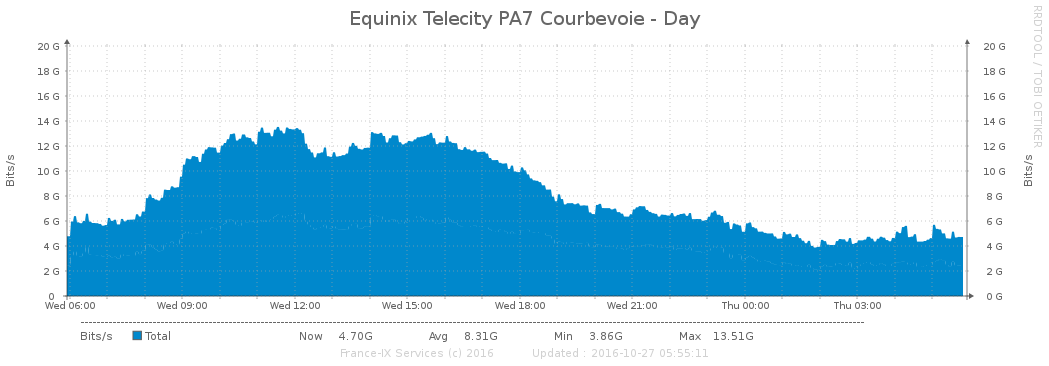 Equinix Telecity PA7 Courbevoie - Day
RRDTOOL / TOBI OETIKER
Bits/s
20 G 20 G
18 G 18 G
16 G 16 G
14 G 14 G
12 G 12 G
10 G 10 G
8 G 8 G
6 G 6 G
4 G 4 G
2 G 2 G
0 0 G
Bits/s
Wed 06:00 Wed 09:00 Wed 12:00 Wed 15:00 Wed 18:00 Wed 21:00 Thu 00:00 Thu 03:00
Bits/s Total Now 4.70G Avg 8.31G Min 3.86G Max 13.51G
France-IX Services (c) 2016 Updated : 2016-10-27 05:55:11